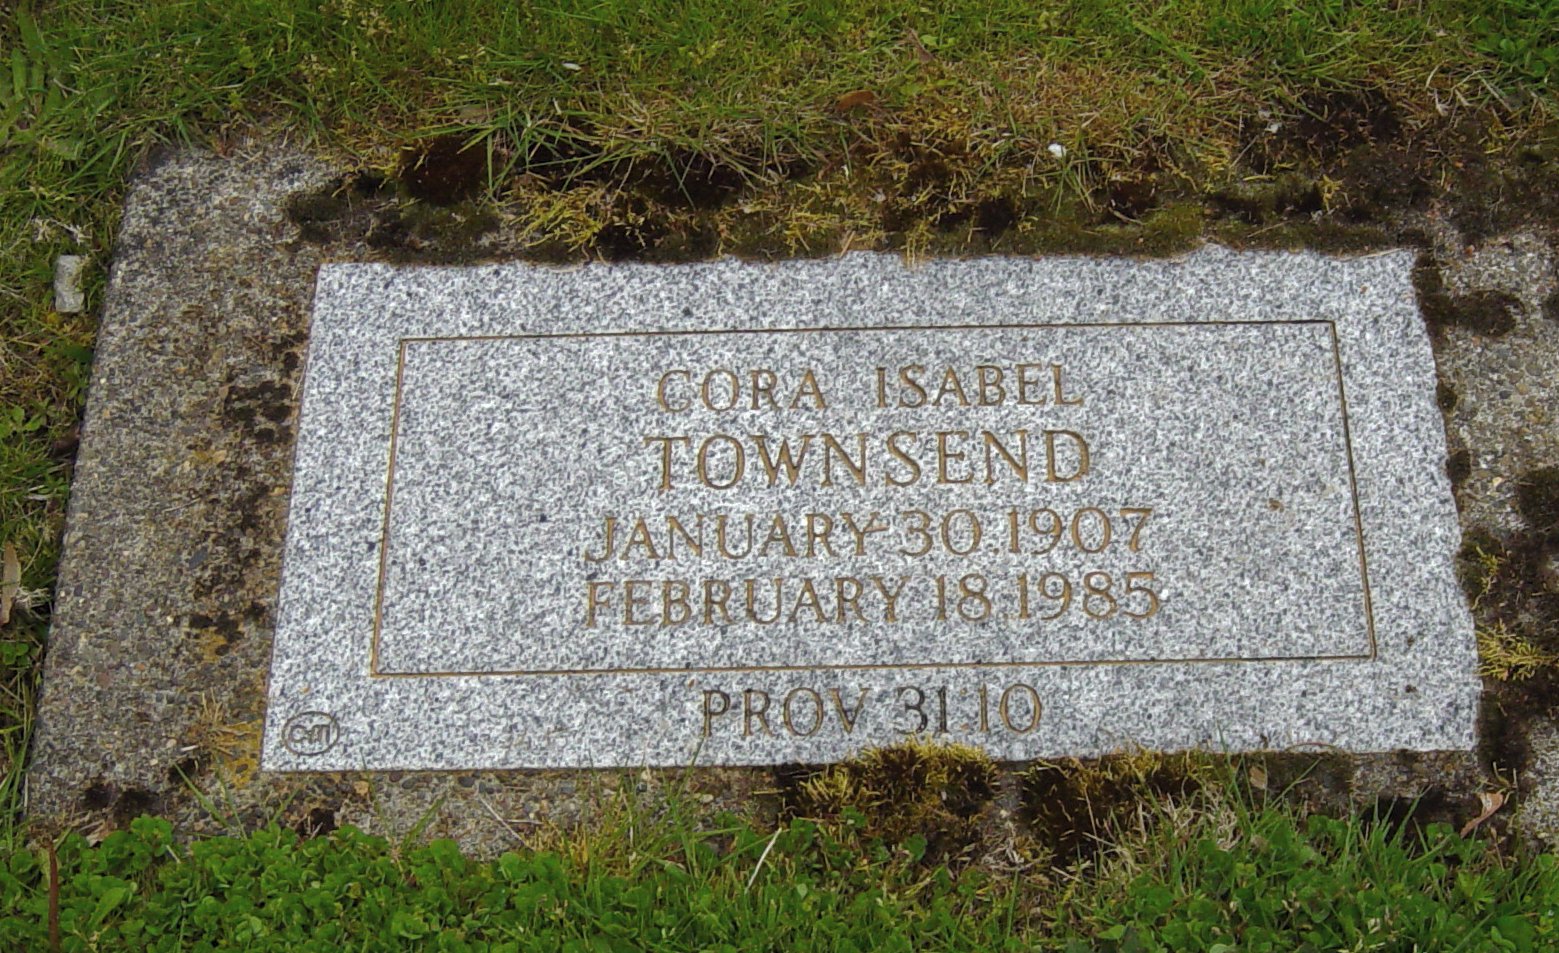 CORA ISABEL
TOWNSEND
JANUARY 30 1907
FEBRUARY 18 1985
PROV 31 10